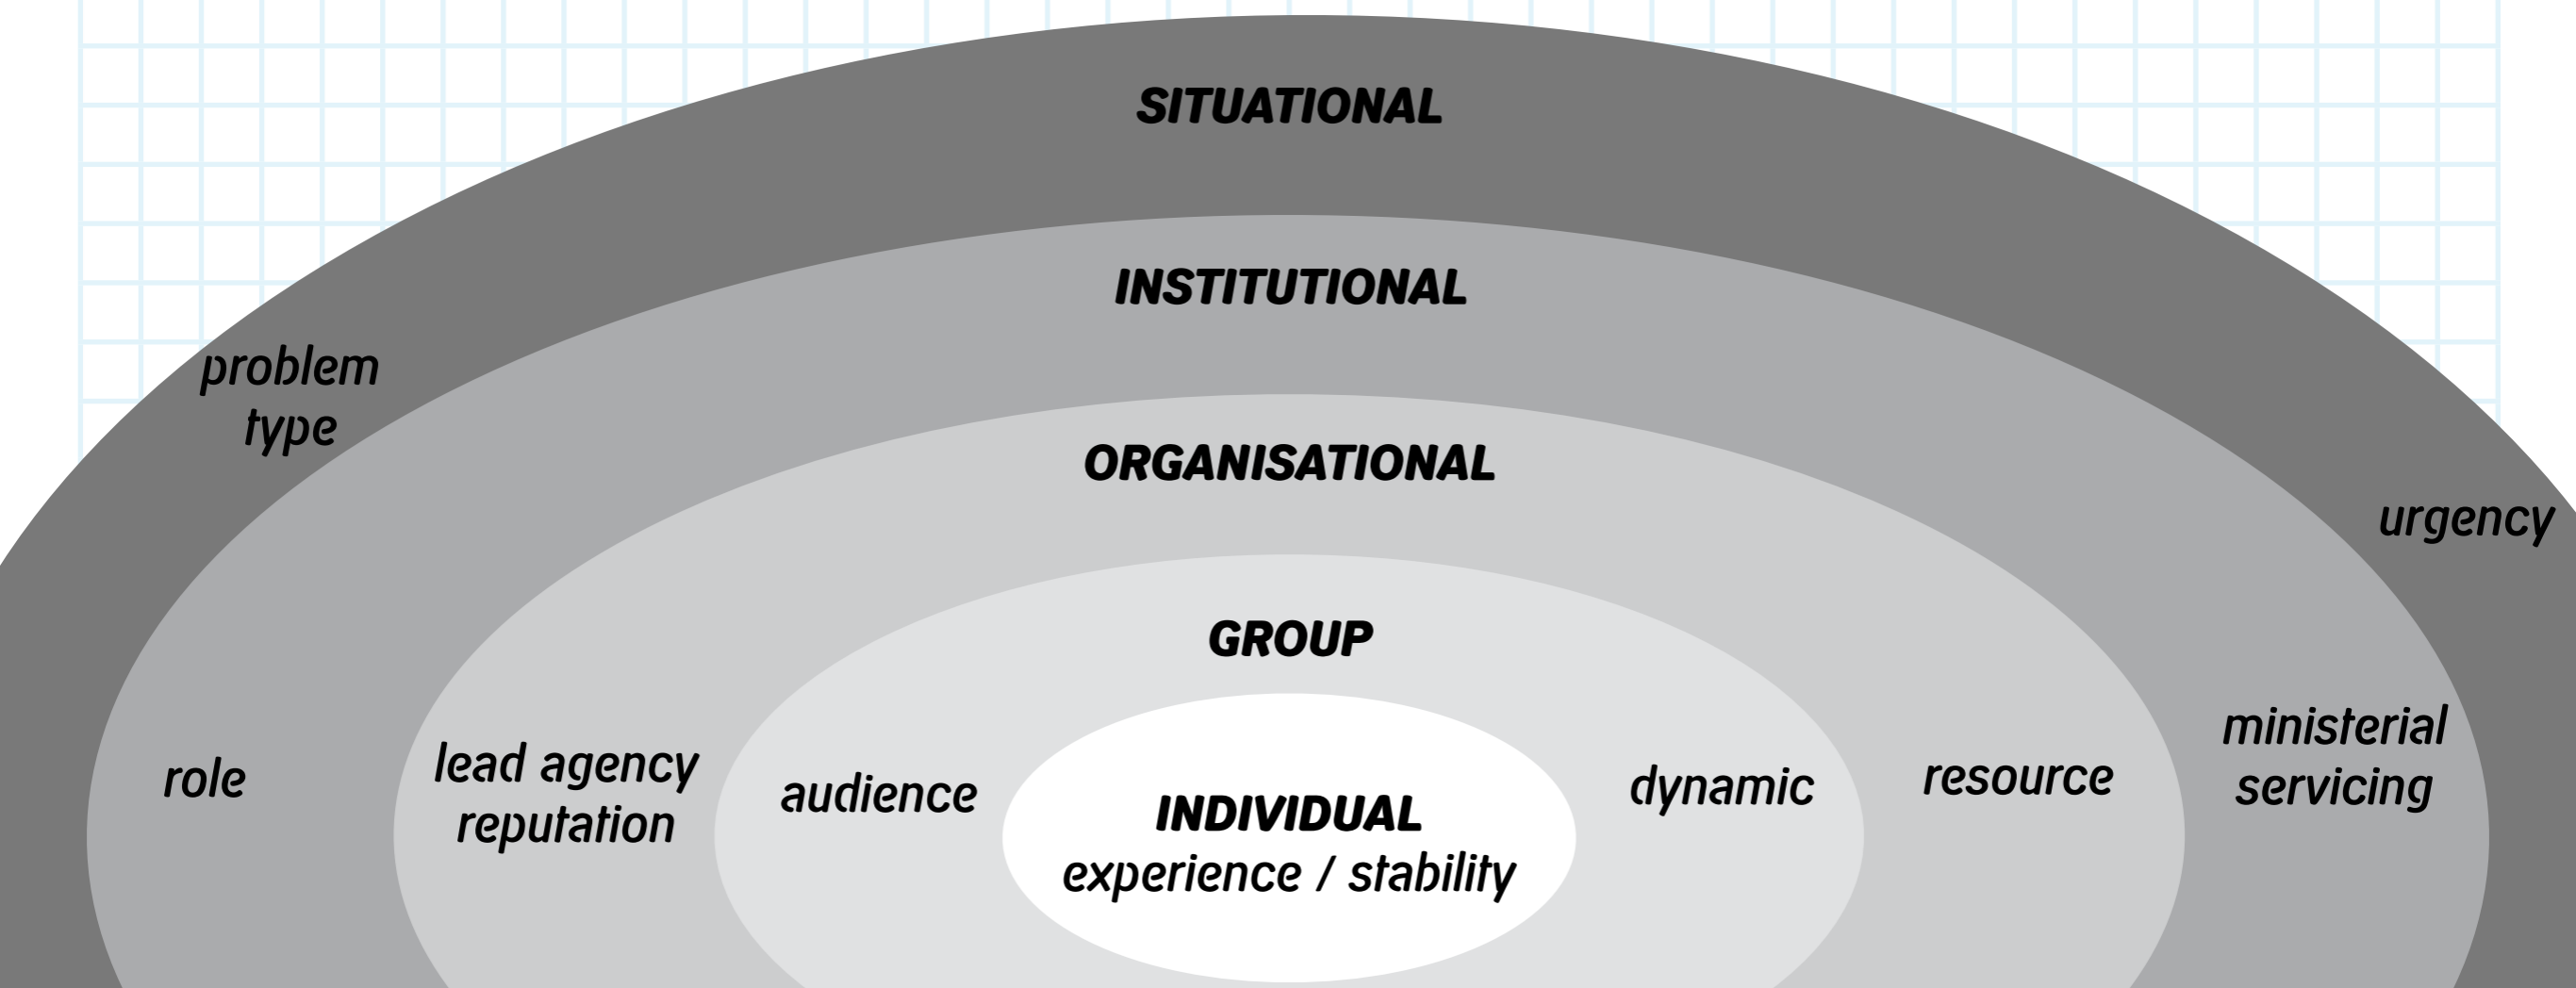 SITUATIONAL
INSTITUTIONAL
problem
type
ORGANISATIONAL
urgency
GROUP
role
lead agency
reputation
audience
INDIVIDUAL
experience / stability
dynamic
resource
ministerial
servicing